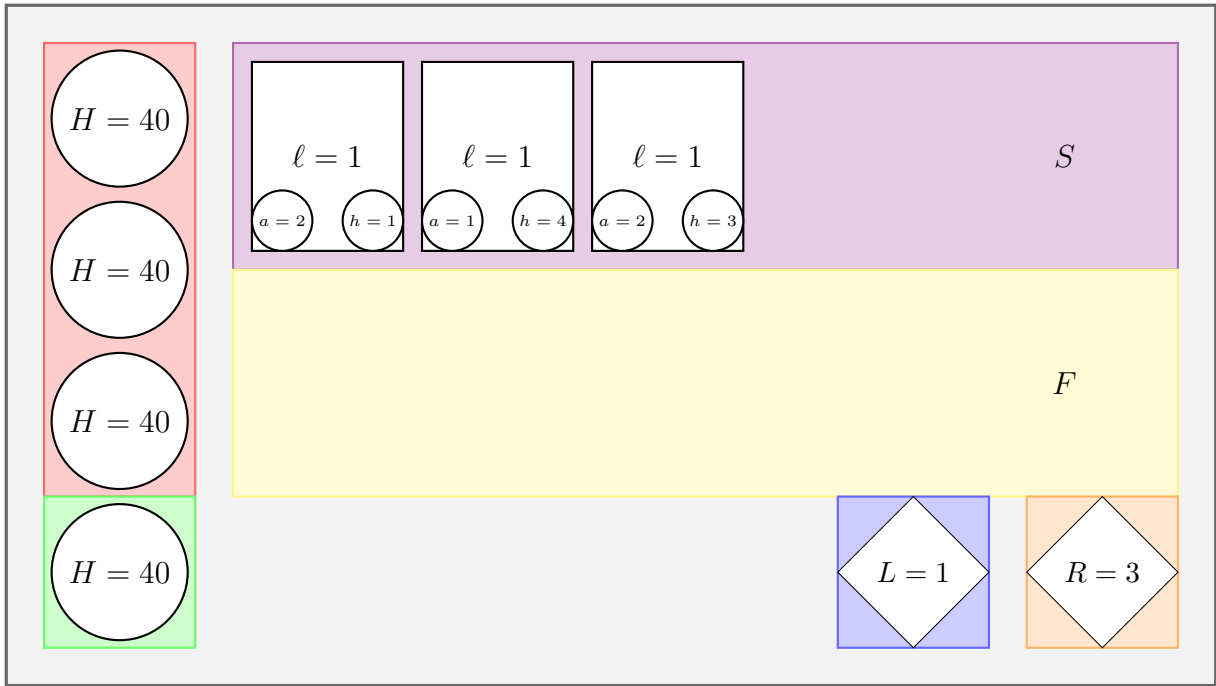 H = 40
H = 40
H = 40
H = 40
ℓ = 1
a = 2
h = 1
ℓ = 1
a = 1
h = 4
ℓ = 1
a = 2
h = 3
S
F
L = 1
R = 3